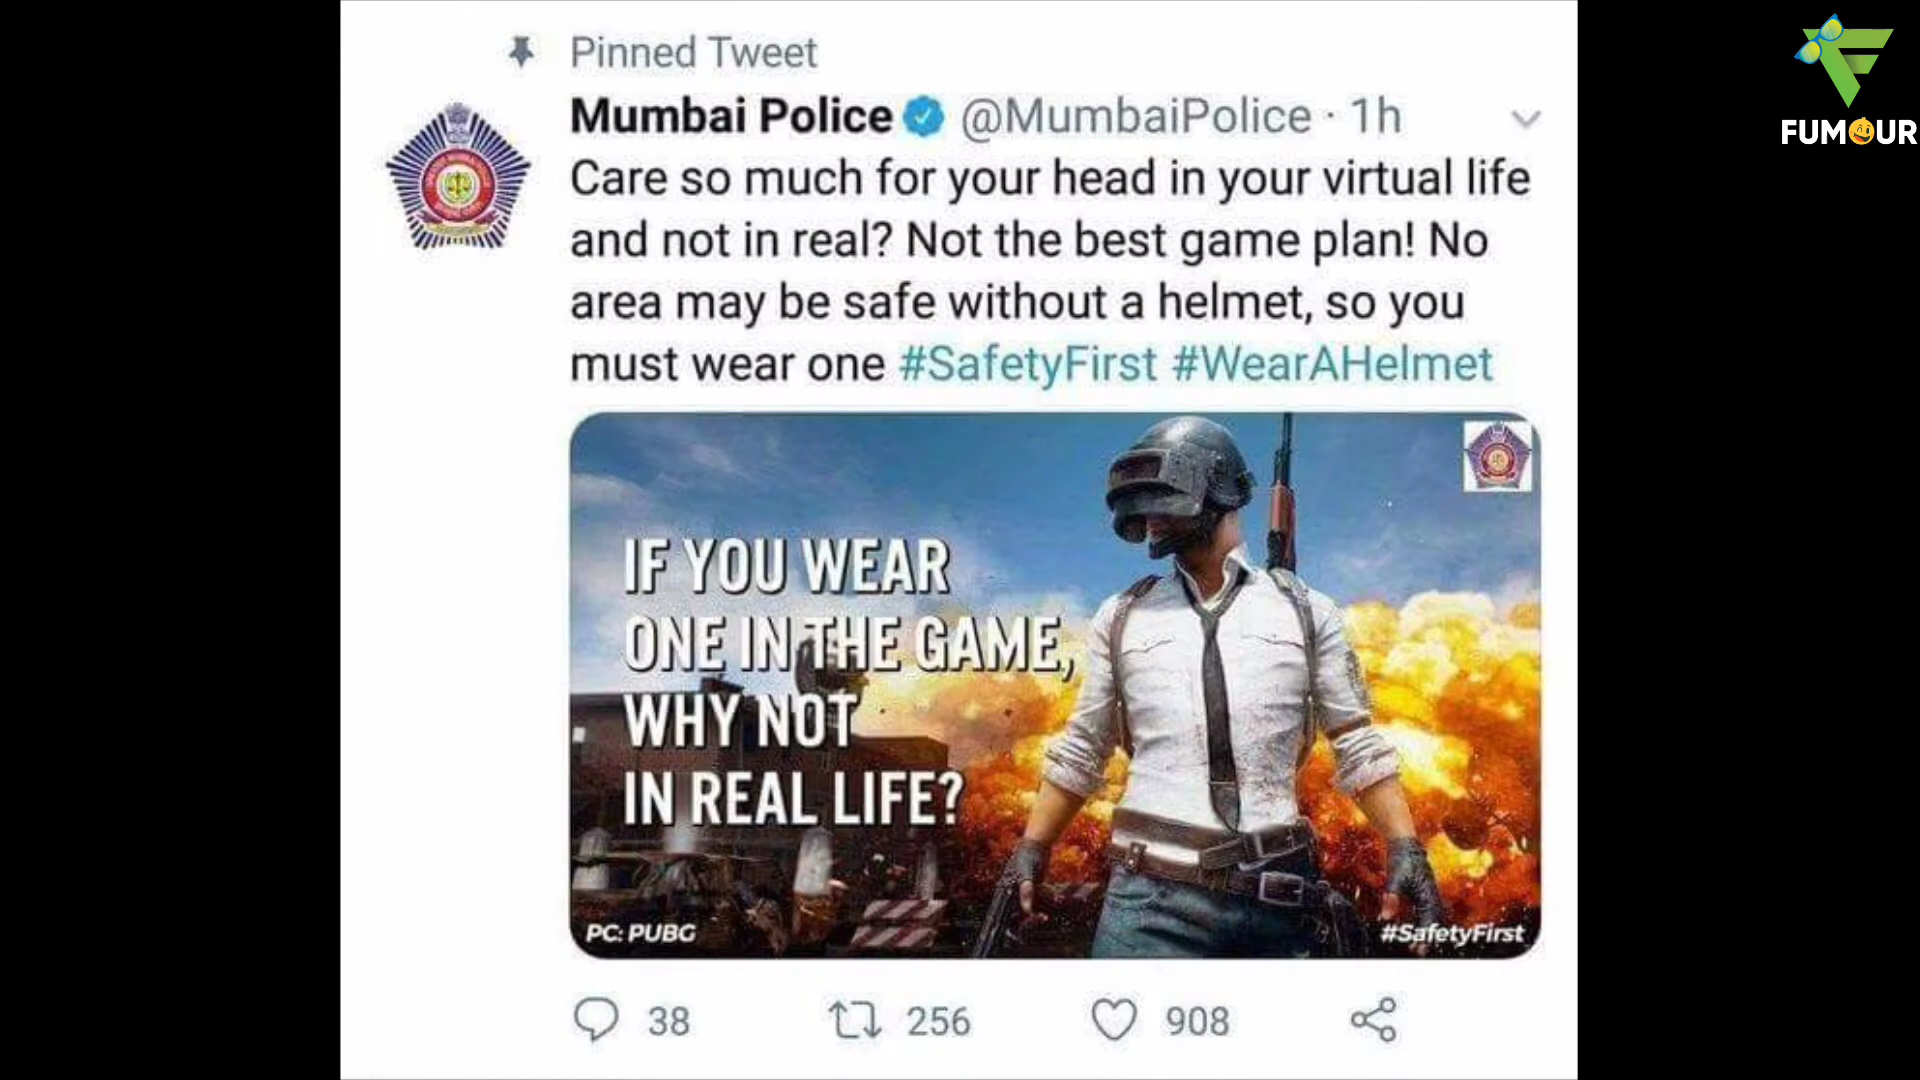 Pinned Tweet
Mumbai Police @MumbaiPolice · 1h
Care so much for your head in your virtual life
and not in real? Not the best game plan! No
area may be safe without a helmet, so you
must wear one #SafetyFirst #WearAHelmet
IF YOU WEAR
ONE IN THE GAME,
WHY NOT
IN REAL LIFE?
PC: PUBG
#SafetyFirst
38 256 908
FUMOUR